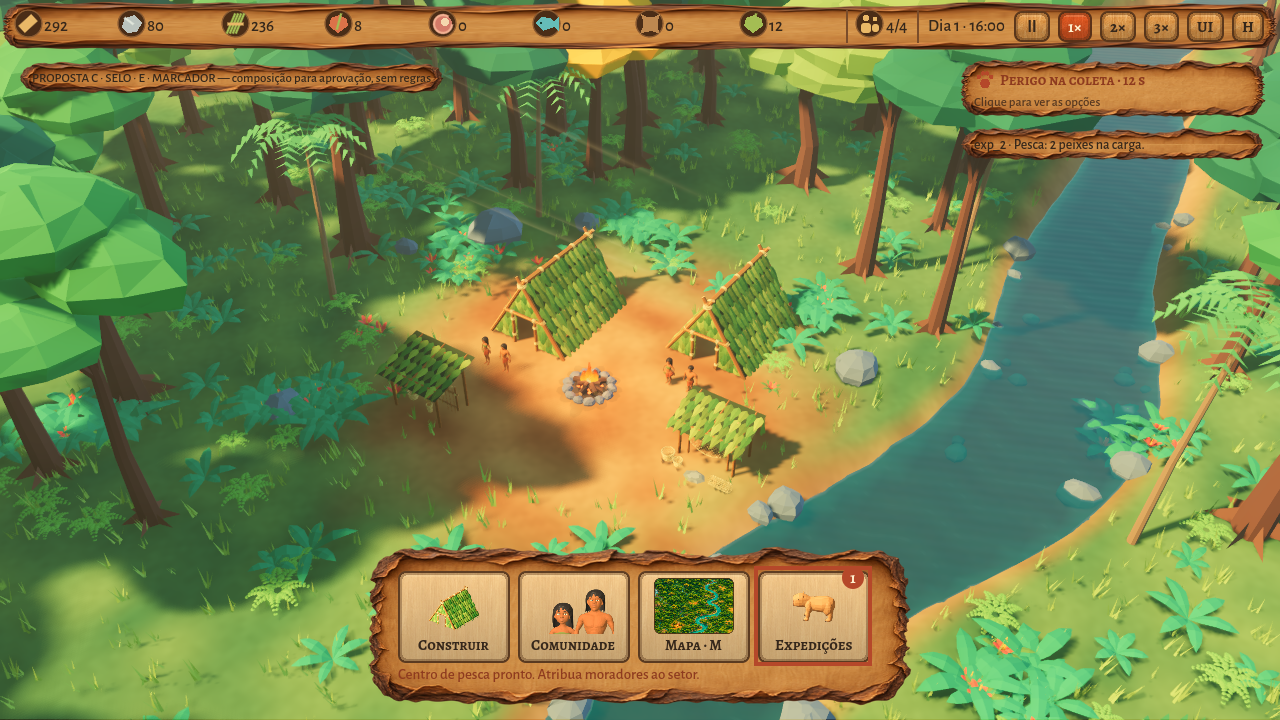 292 80 236 8 0 0 0 12 4/4 Dia 1 · 16:00 II 1× 2× 3× UI H
PROPOSTA C · SELO · E · MARCADOR — composição para aprovação, sem regras
PERIGO NA COLETA · 12 S
Clique para ver as opções
exp_2 · Pesca: 2 peixes na carga.
1
CONSTRUIR COMUNIDADE MAPA · M EXPEDIÇÕES
Centro de pesca pronto. Atribua moradores ao setor.